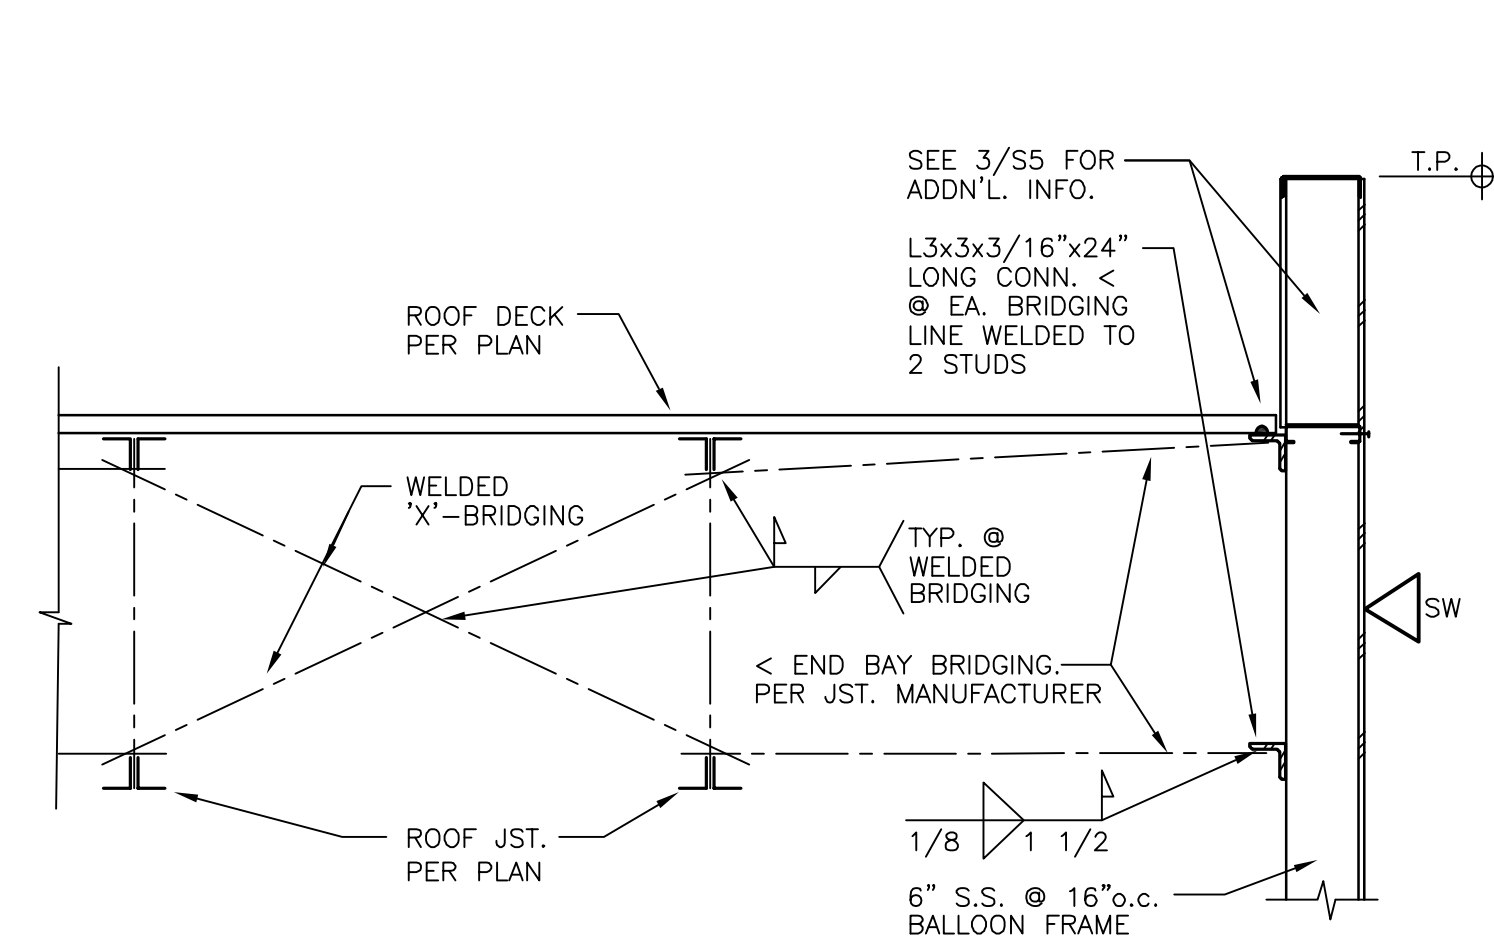 SEE 3/S5 FOR
ADDN'L. INFO.
T.P.
L3x3x3/16"x24"
LONG CONN. <
@ EA. BRIDGING
LINE WELDED TO
2 STUDS
ROOF DECK
PER PLAN
WELDED
'X'-BRIDGING
TYP. @
WELDED
BRIDGING
SW
< END BAY BRIDGING.
PER JST. MANUFACTURER
ROOF JST.
PER PLAN
1/8 1 1/2
6" S.S. @ 16"o.c.
BALLOON FRAME